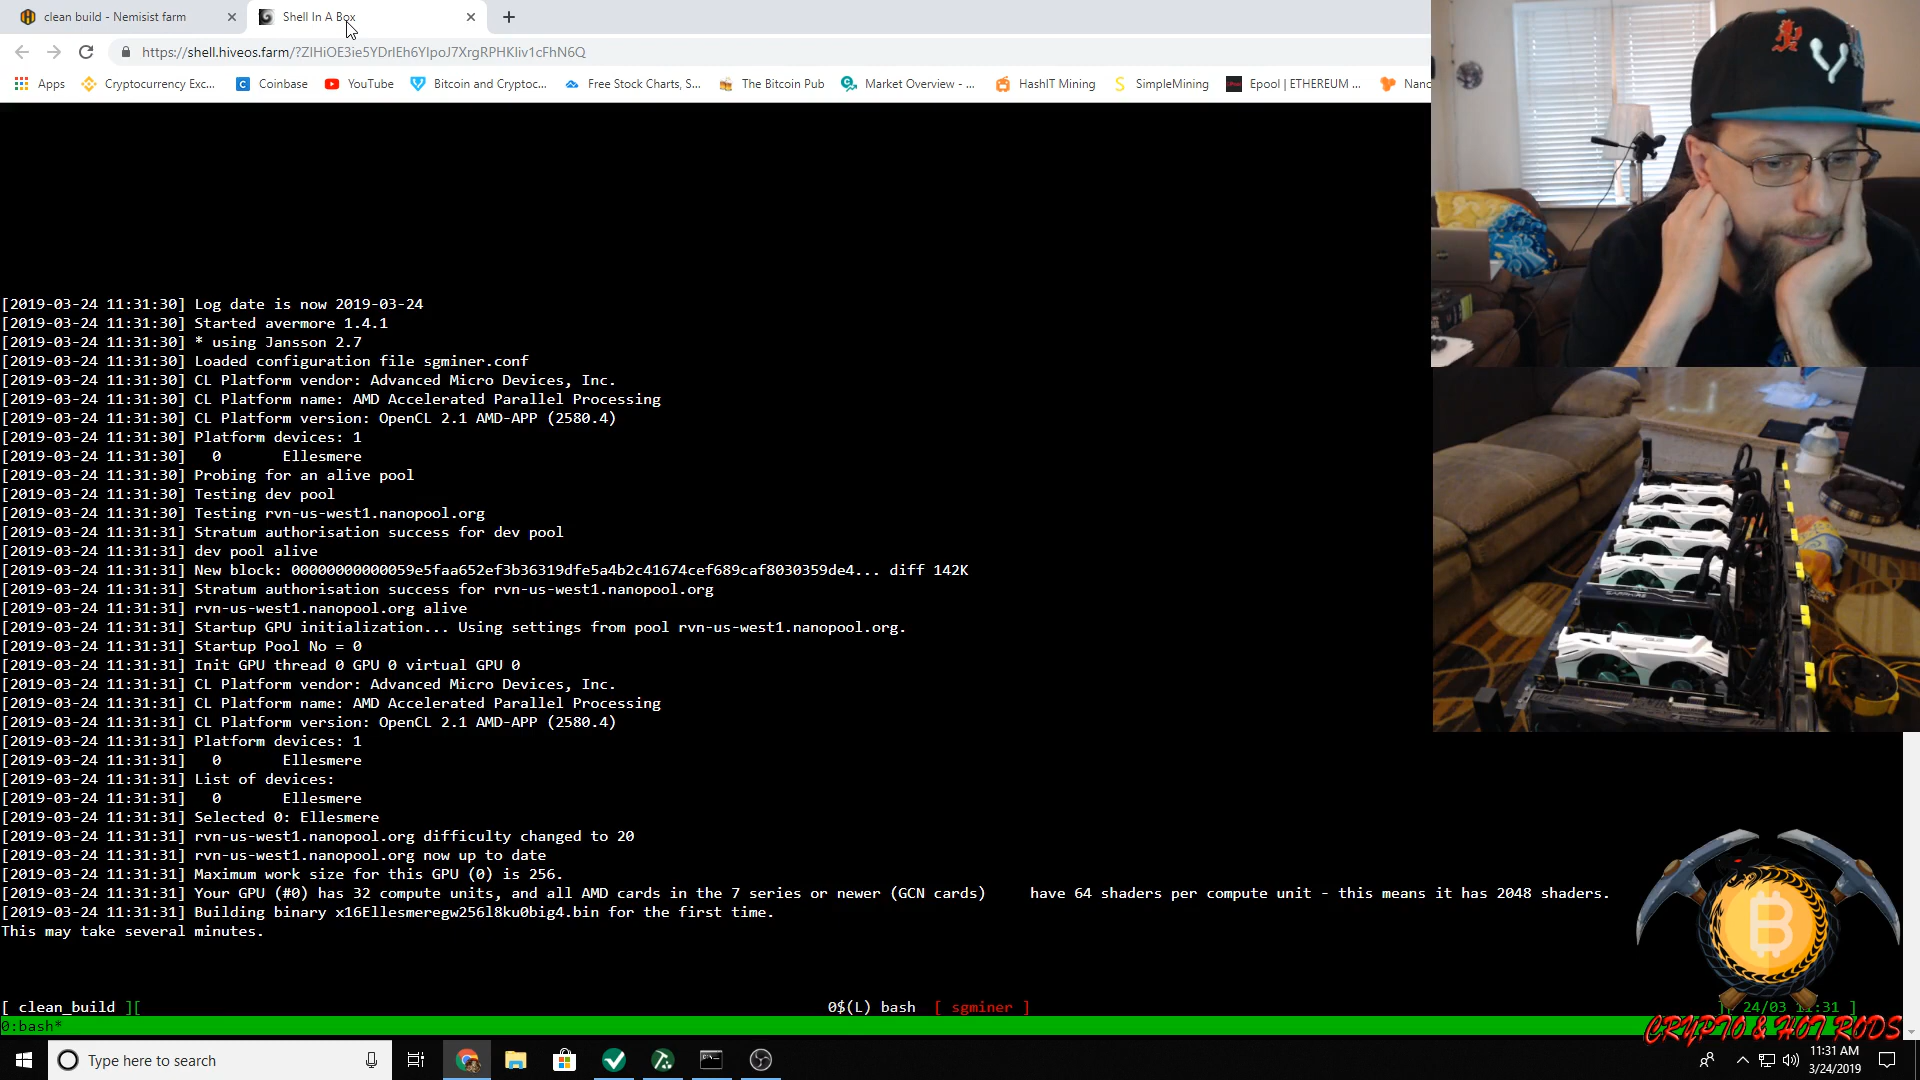 clean build - Nemisist farm
Shell In A Box
https://shell.hiveos.farm/?ZIHiOE3ie5YDrIEh6YlpoJ7XrgRPHKliv1cFhN6Q
Apps
Cryptocurrency Exc...
Coinbase
YouTube
Bitcoin and Cryptoc...
Free Stock Charts, S...
The Bitcoin Pub
Market Overview - ...
HashIT Mining
SimpleMining
Epool | ETHEREUM ...
[2019-03-24 11:31:30] Log date is now 2019-03-24
[2019-03-24 11:31:30] Started avermore 1.4.1
[2019-03-24 11:31:30] * using Jansson 2.7
[2019-03-24 11:31:30] Loaded configuration file sgminer.conf
[2019-03-24 11:31:30] CL Platform vendor: Advanced Micro Devices, Inc.
[2019-03-24 11:31:30] CL Platform name: AMD Accelerated Parallel Processing
[2019-03-24 11:31:30] CL Platform version: OpenCL 2.1 AMD-APP (2580.4)
[2019-03-24 11:31:30] Platform devices: 1
[2019-03-24 11:31:30] 0 Ellesmere
[2019-03-24 11:31:30] Probing for an alive pool
[2019-03-24 11:31:30] Testing dev pool
[2019-03-24 11:31:30] Testing rvn-us-west1.nanopool.org
[2019-03-24 11:31:31] Stratum authorisation success for dev pool
[2019-03-24 11:31:31] dev pool alive
[2019-03-24 11:31:31] New block: 00000000000059e5faa652ef3b36319dfe5a4b2c41674cef689caf8030359de4... diff 142K
[2019-03-24 11:31:31] Stratum authorisation success for rvn-us-west1.nanopool.org
[2019-03-24 11:31:31] rvn-us-west1.nanopool.org alive
[2019-03-24 11:31:31] Startup GPU initialization... Using settings from pool rvn-us-west1.nanopool.org.
[2019-03-24 11:31:31] Startup Pool No = 0
[2019-03-24 11:31:31] Init GPU thread 0 GPU 0 virtual GPU 0
[2019-03-24 11:31:31] CL Platform vendor: Advanced Micro Devices, Inc.
[2019-03-24 11:31:31] CL Platform name: AMD Accelerated Parallel Processing
[2019-03-24 11:31:31] CL Platform version: OpenCL 2.1 AMD-APP (2580.4)
[2019-03-24 11:31:31] Platform devices: 1
[2019-03-24 11:31:31] 0 Ellesmere
[2019-03-24 11:31:31] List of devices:
[2019-03-24 11:31:31] 0 Ellesmere
[2019-03-24 11:31:31] Selected 0: Ellesmere
[2019-03-24 11:31:31] rvn-us-west1.nanopool.org difficulty changed to 20
[2019-03-24 11:31:31] rvn-us-west1.nanopool.org now up to date
[2019-03-24 11:31:31] Maximum work size for this GPU (0) is 256.
[2019-03-24 11:31:31] Your GPU (#0) has 32 compute units, and all AMD cards in the 7 series or newer (GCN cards) have 64 shaders per compute unit - this means it has 2048 shaders.
[2019-03-24 11:31:31] Building binary x16Ellesmeregw256l8ku0big4.bin for the first time.
This may take several minutes.
[ clean_build ][ 0$(L) bash [ sgminer ] ][ 24/03 11:31 ]
0:bash*
CRYPTO & HOT RODS
Type here to search
11:31 AM
3/24/2019